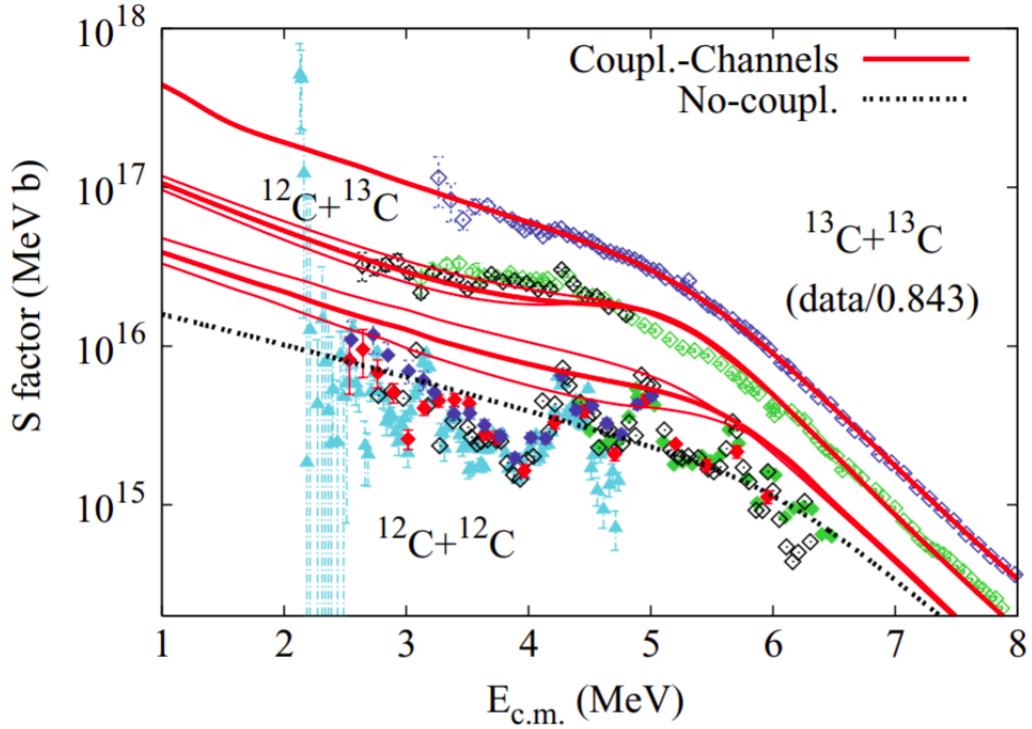 10^18
10^17
10^16
10^15
S factor (MeV b)
Coupl.-Channels
No-coupl.
^12C+^13C
^13C+^13C
(data/0.843)
^12C+^12C
1 2 3 4 5 6 7 8
E_c.m. (MeV)